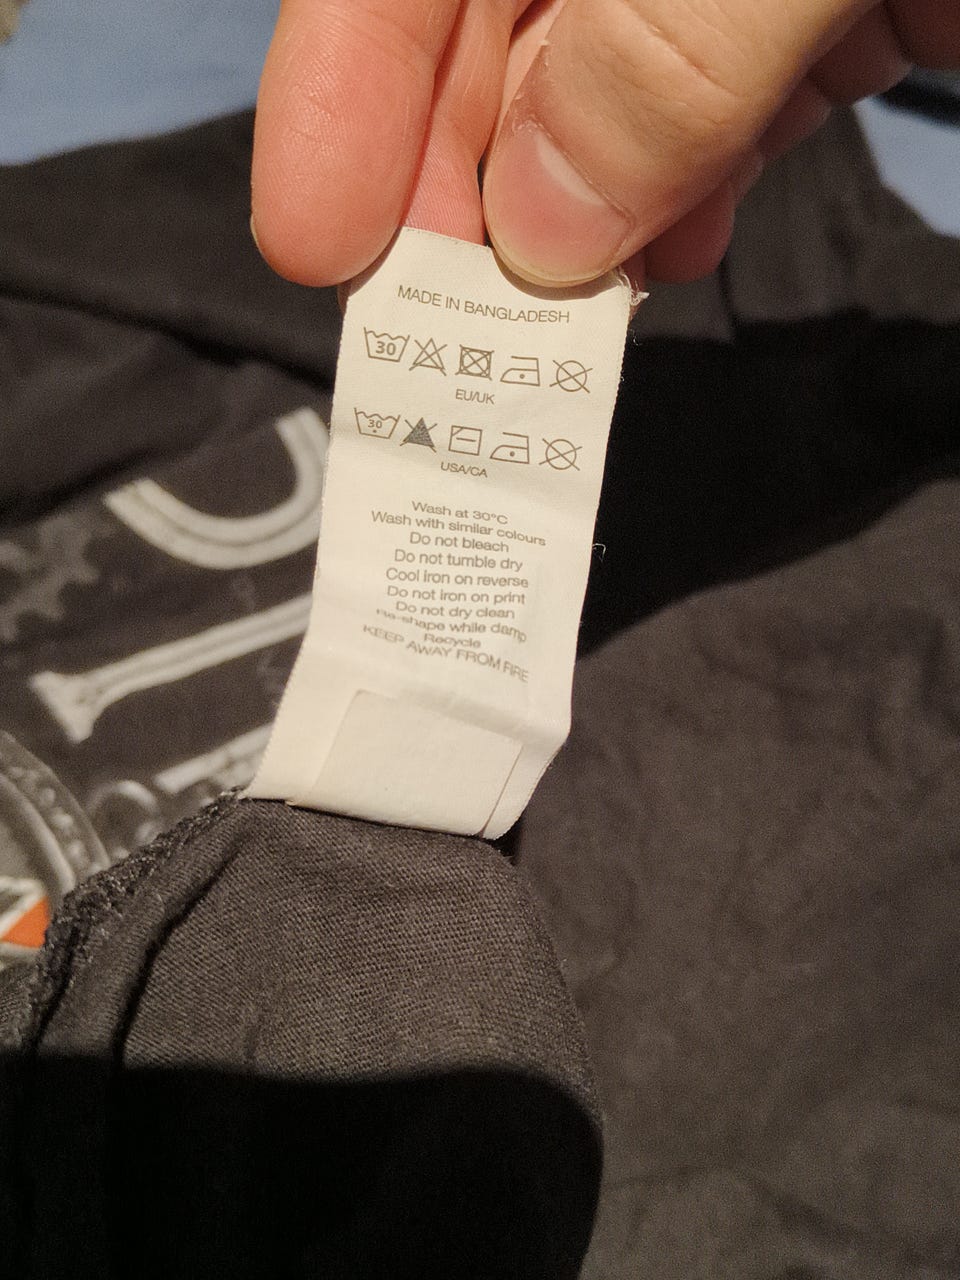 MADE IN BANGLADESH
30
EU/UK
30
USA/CA
Wash at 30°C
Wash with similar colours
Do not bleach
Do not tumble dry
Cool iron on reverse
Do not iron on print
Do not dry clean
Re-shape while damp
Recycle
KEEP AWAY FROM FIRE